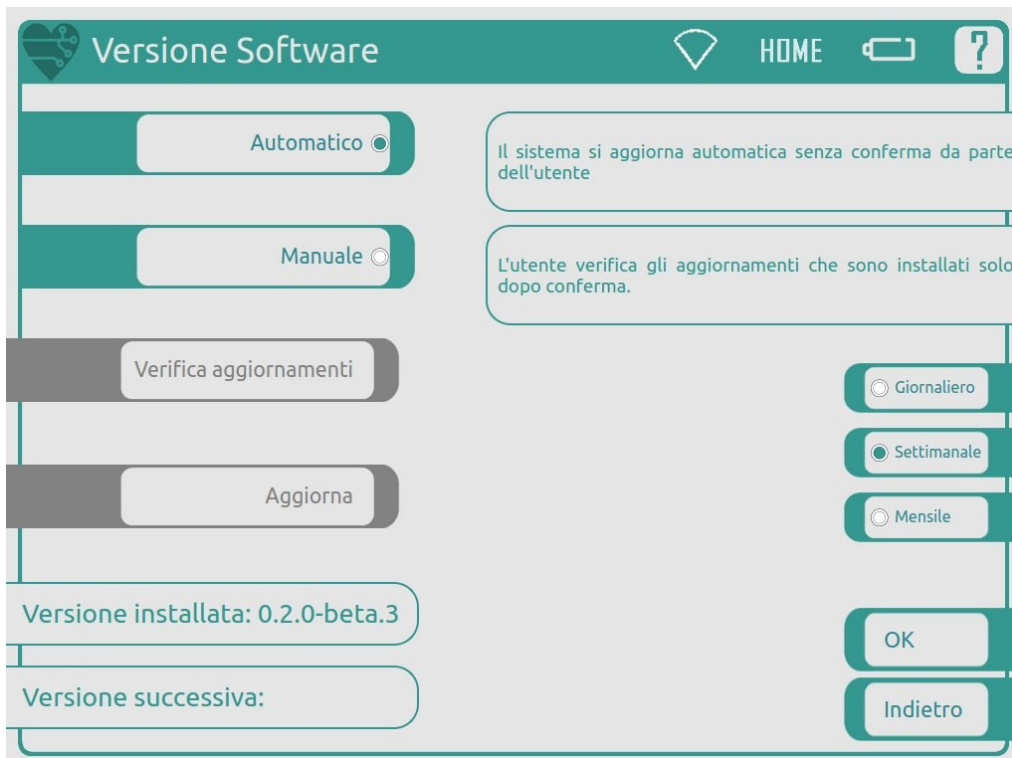 Versione Software
HOME
?
Automatico
Il sistema si aggiorna automatica senza conferma da parte
dell'utente
Manuale
L'utente verifica gli aggiornamenti che sono installati solo
dopo conferma.
Verifica aggiornamenti
Giornaliero
Settimanale
Aggiorna
Mensile
Versione installata: 0.2.0-beta.3
OK
Versione successiva:
Indietro